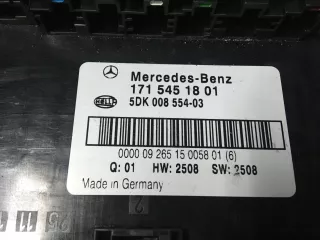 Mercedes-Benz
171 545 18 01
HELLA
5DK 008 554-03
0000 09 265 15 0058 01 (6)
Q: 01 HW: 2508 SW: 2508
Made in Germany